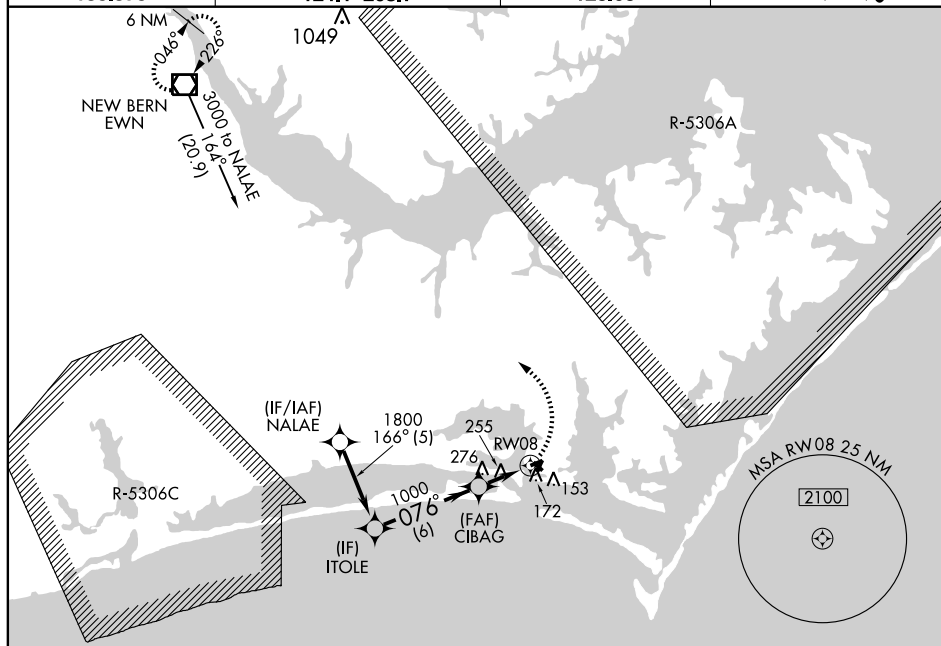 6 NM
046°
226°
1049
NEW BERN
EWN
3000 to NALAE
164°
(20.9)
R-5306A
(IF/IAF)
NALAE
1800
166° (5)
255
RW08
276
153
172
1000
076°
(6)
(FAF)
CIBAG
(IF)
ITOLE
R-5306C
MSA RW08 25 NM
2100